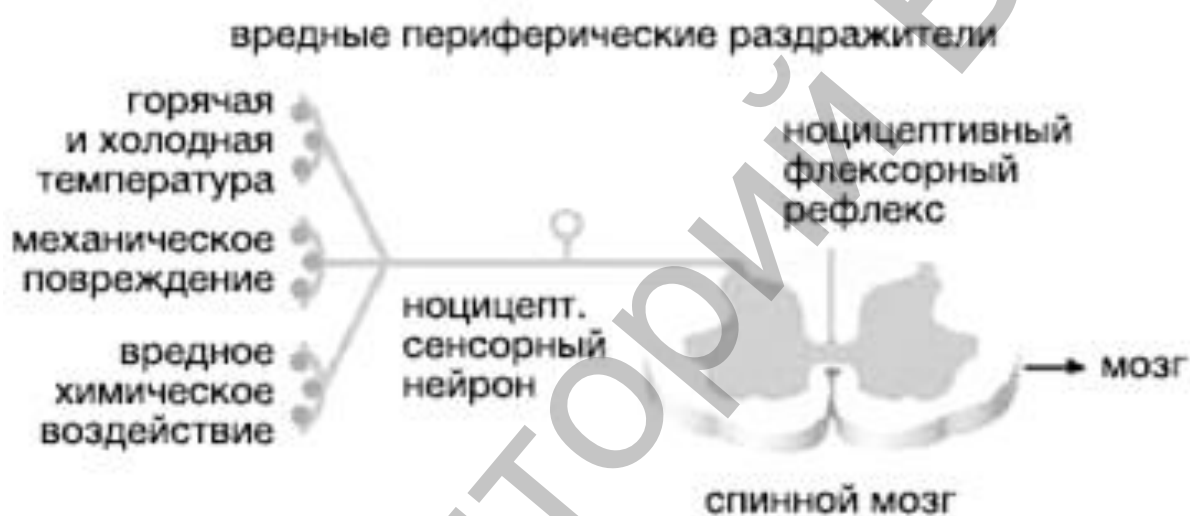 вредные периферические раздражители
горячая
и холодная
температура
механическое
повреждение
вредное
химическое
воздействие
ноцицепт.
сенсорный
нейрон
ноцицептивный
флексорный
рефлекс
мозг
спинной мозг